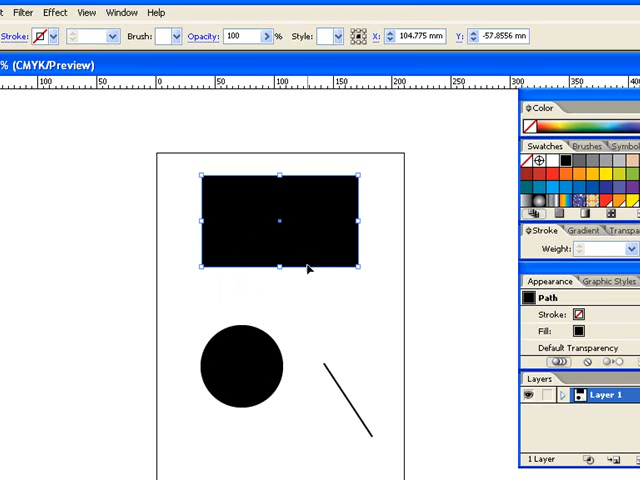 t Filter Effect View Window Help
Stroke: Brush: Opacity: 100 % Style: X: 104.775 mm Y: -57.8556 mm
% (CMYK/Preview)
100 50 0 50 100 150 200 250 300 350 400
Color
Swatches Brushes Symbol
Stroke Gradient Transpa
Weight:
Appearance Graphic Styles
Path
Stroke:
Fill:
Default Transparency
Layers
Layer 1
1 Layer